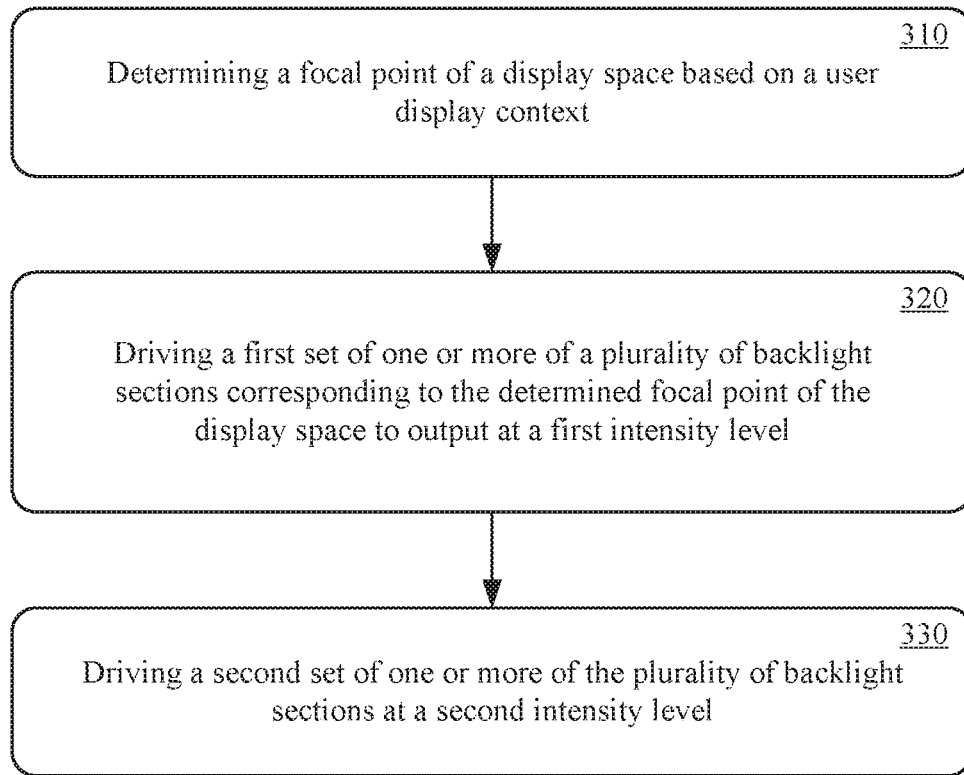 310
Determining a focal point of a display space based on a user
display context
320
Driving a first set of one or more of a plurality of backlight
sections corresponding to the determined focal point of the
display space to output at a first intensity level
330
Driving a second set of one or more of the plurality of backlight
sections at a second intensity level